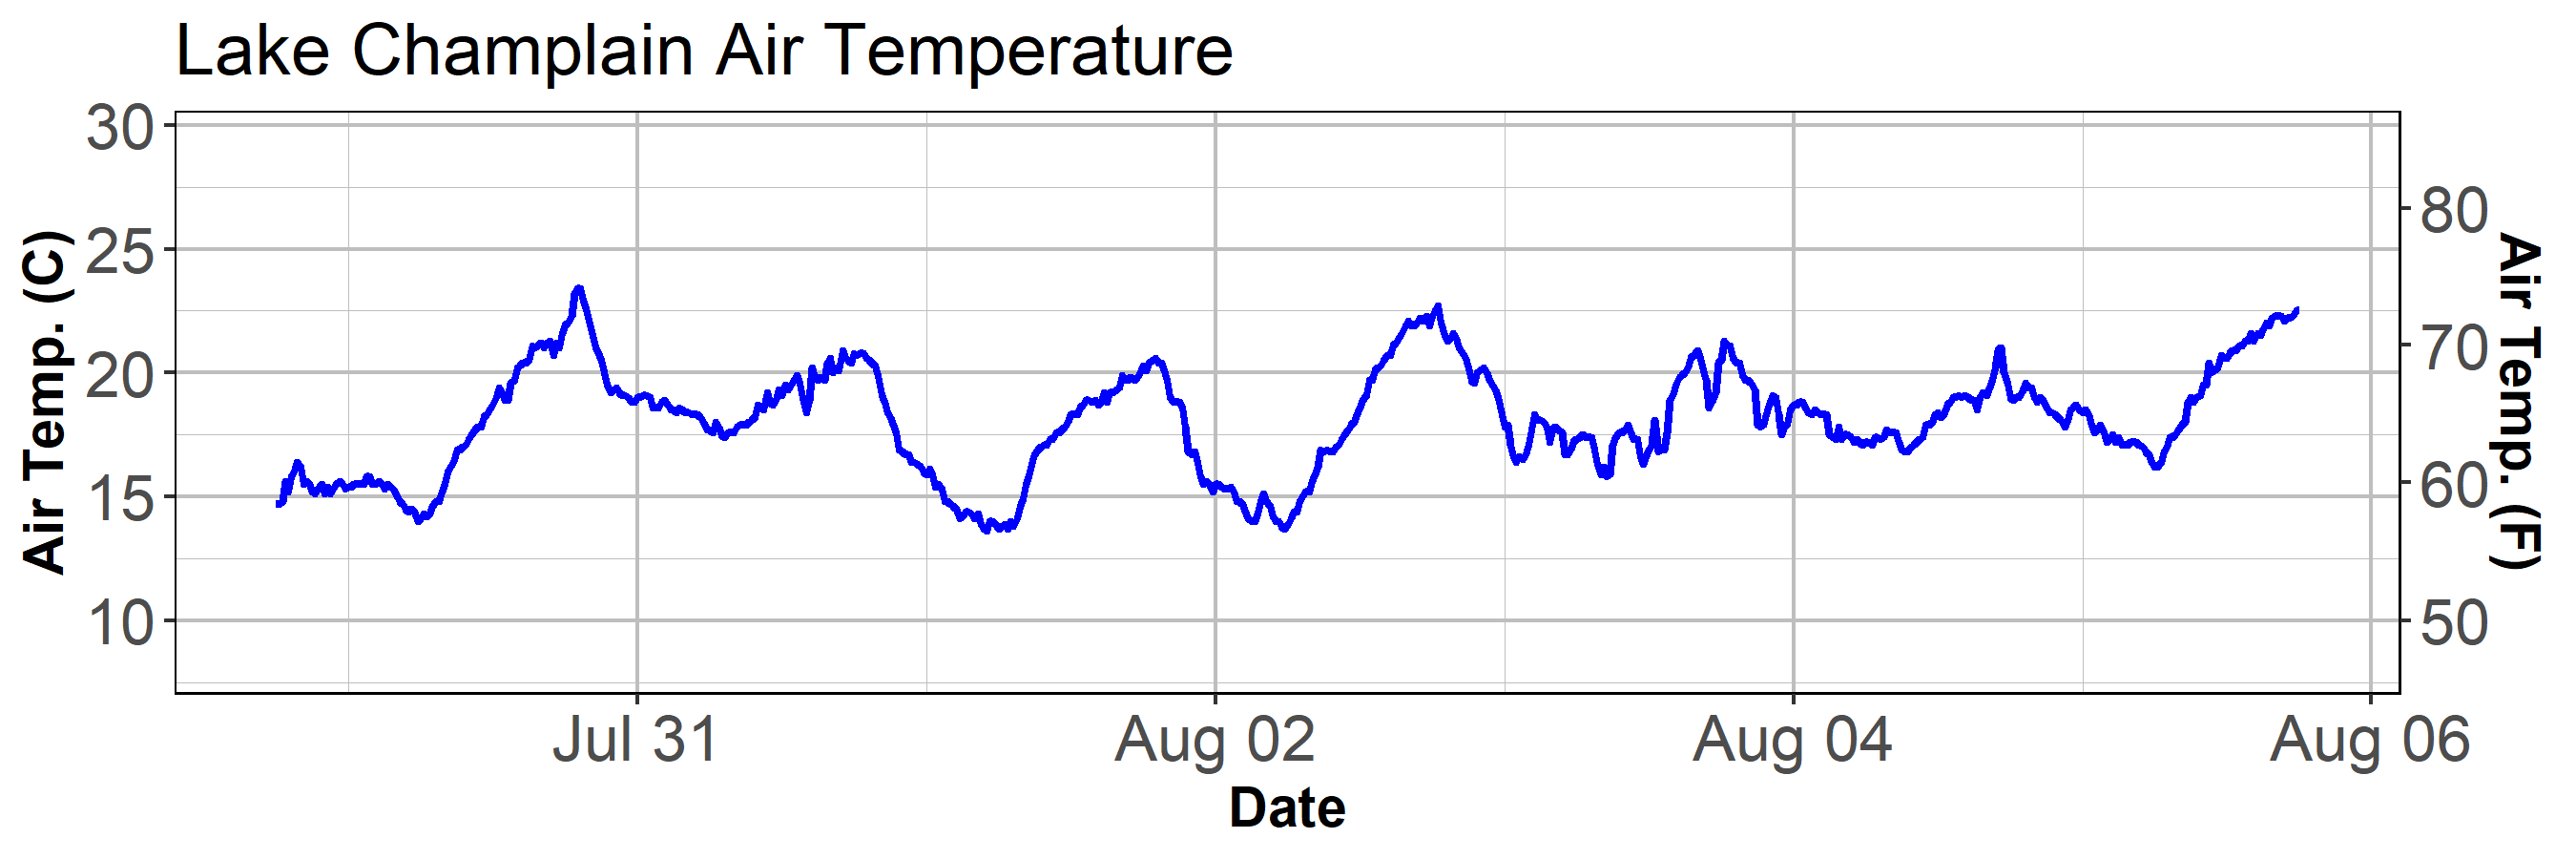 Lake Champlain Air Temperature
30
25
20
15
10
Air Temp. (C)
80
70
60
50
Air Temp. (F)
Jul 31
Aug 02
Aug 04
Aug 06
Date